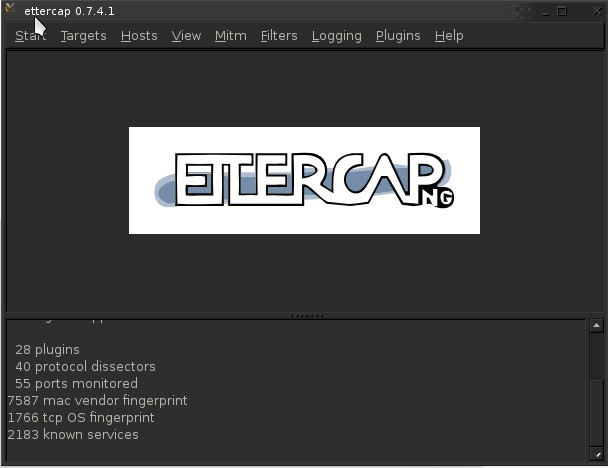 ettercap 0.7.4.1
Start Targets Hosts View Mitm Filters Logging Plugins Help
ETTERCAP
NG
28 plugins
40 protocol dissectors
55 ports monitored
7587 mac vendor fingerprint
1766 tcp OS fingerprint
2183 known services